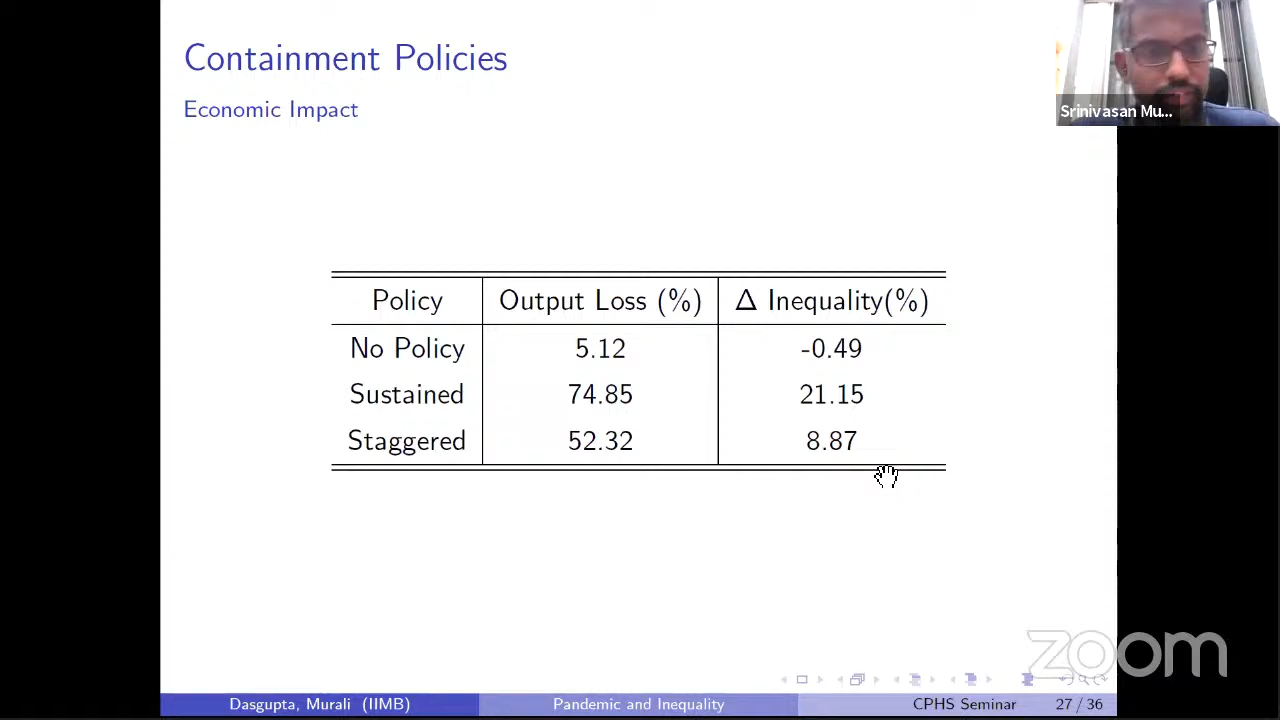 Containment Policies
Economic Impact
Srinivasan Mu...
Policy Output Loss (%) Δ Inequality(%)
No Policy 5.12 -0.49
Sustained 74.85 21.15
Staggered 52.32 8.87
zoom
Dasgupta, Murali (IIMB) Pandemic and Inequality CPHS Seminar 27 / 36